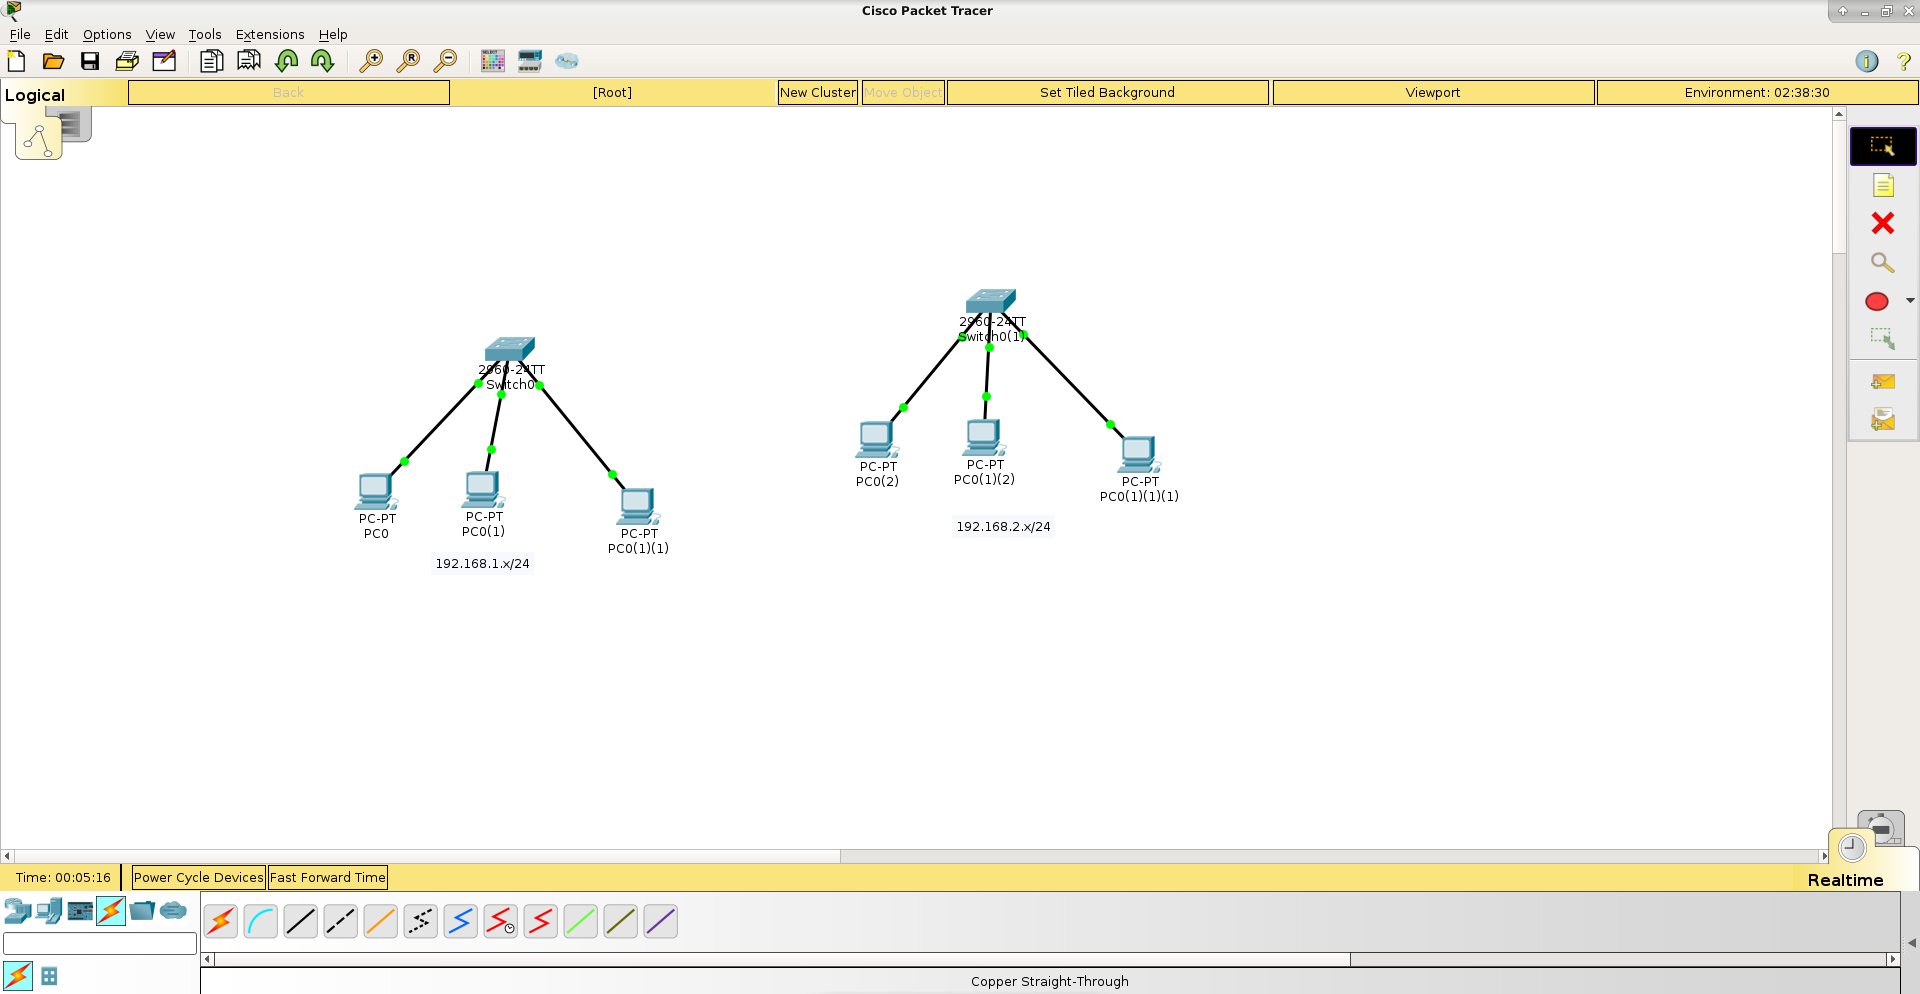 Cisco Packet Tracer
File Edit Options View Tools Extensions Help
Logical Back [Root] New Cluster Move Object Set Tiled Background Viewport Environment: 02:38:30
2960-24TT
Switch0(1)
2960-24TT
Switch0
PC-PT
PC0(2)
PC-PT
PC0(1)(2)
PC-PT
PC0(1)(1)(1)
192.168.2.x/24
PC-PT
PC0
PC-PT
PC0(1)
PC-PT
PC0(1)(1)
192.168.1.x/24
Time: 00:05:16 Power Cycle Devices Fast Forward Time
Realtime
Copper Straight-Through